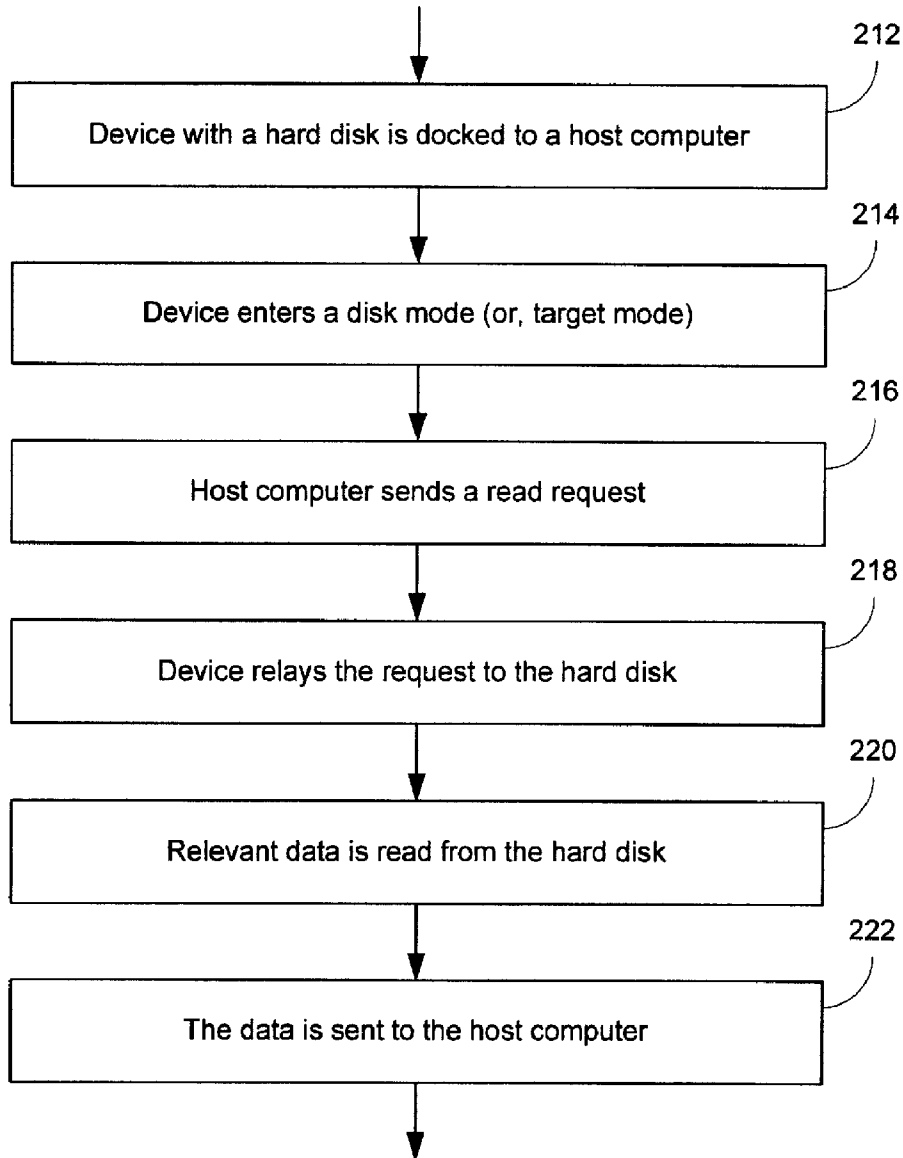 212
Device with a hard disk is docked to a host computer
214
Device enters a disk mode (or, target mode)
216
Host computer sends a read request
218
Device relays the request to the hard disk
220
Relevant data is read from the hard disk
222
The data is sent to the host computer